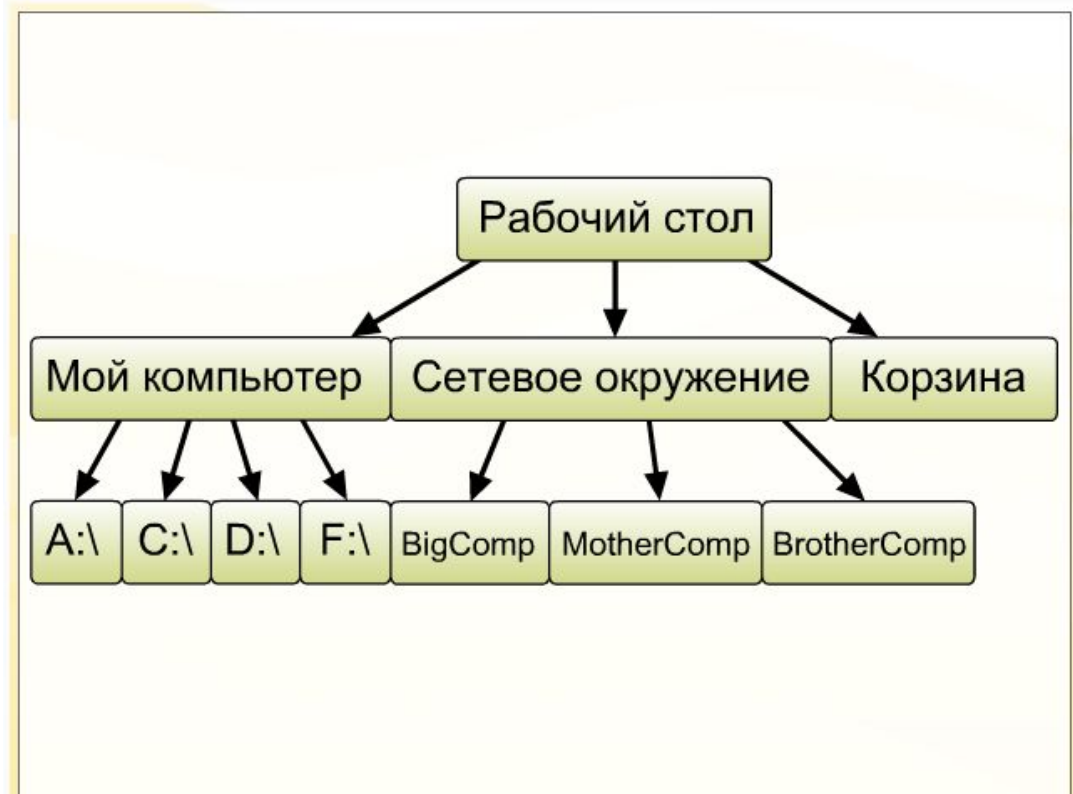 Рабочий стол
Мой компьютер Сетевое окружение Корзина
A:\ C:\ D:\ F:\ BigComp MotherComp BrotherComp